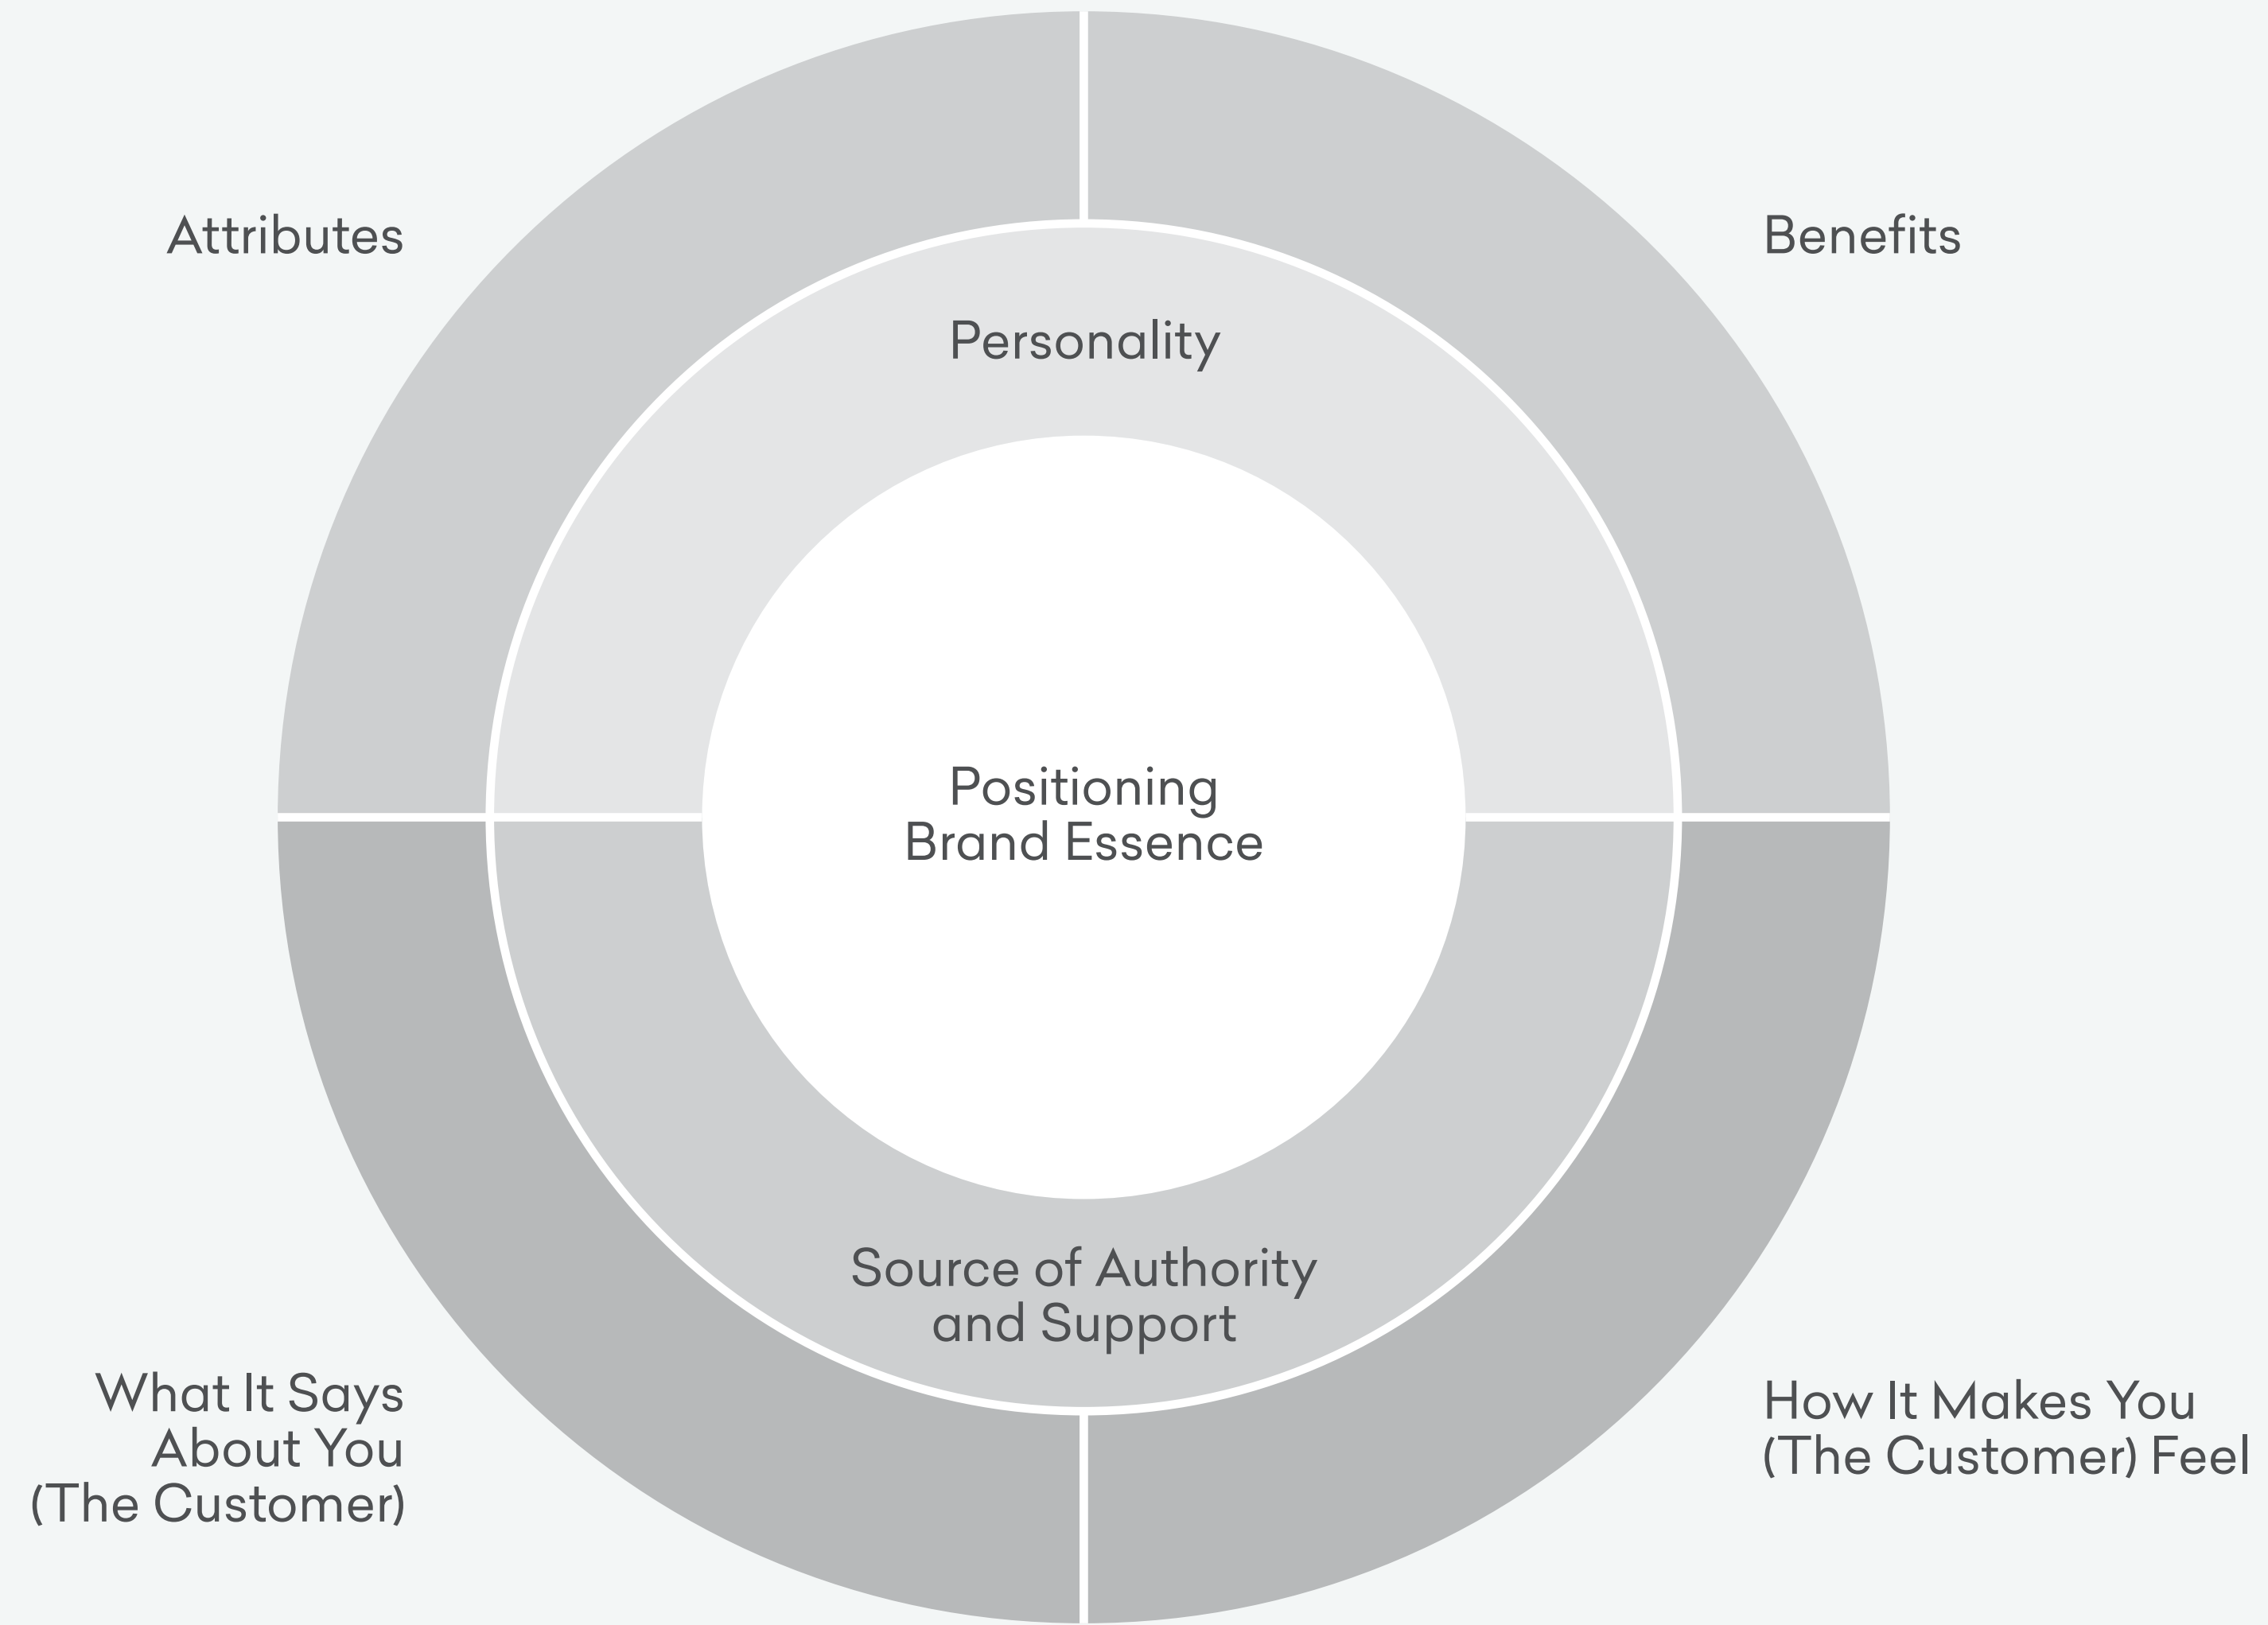 Attributes
Benefits
Personality
Positioning
Brand Essence
Source of Authority
and Support
What It Says
About You
(The Customer)
How It Makes You
(The Customer) Feel